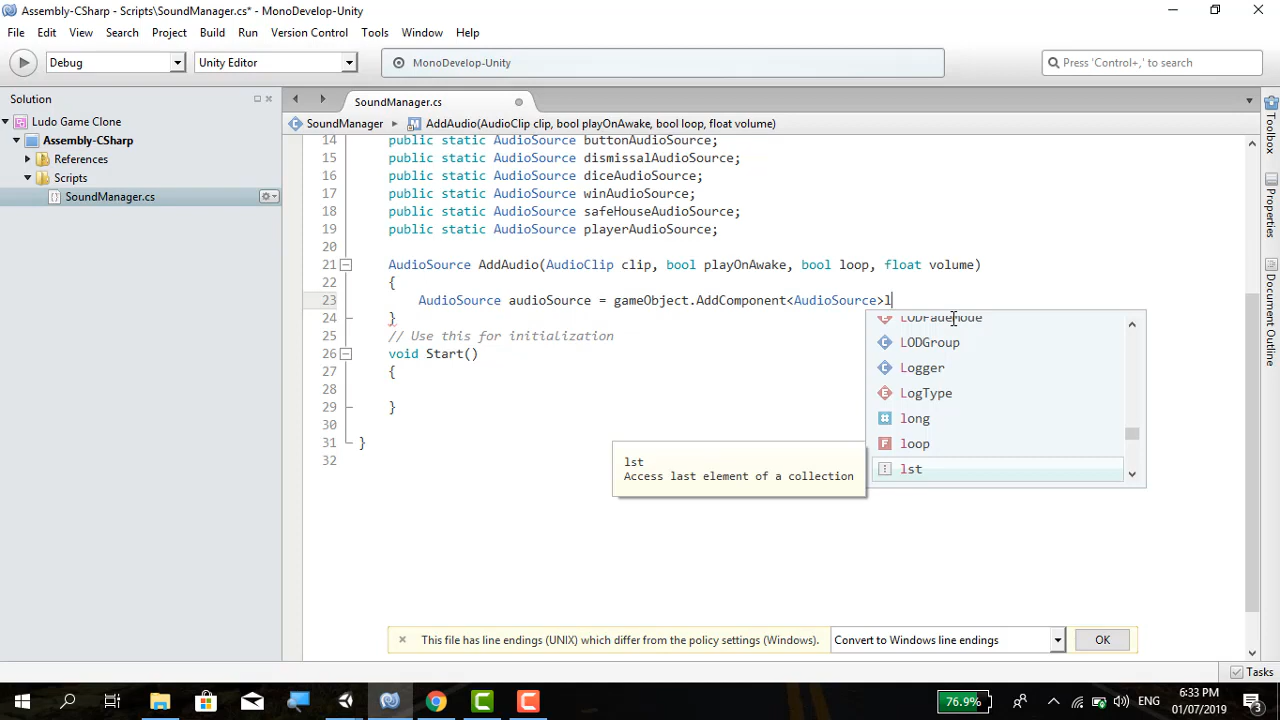 Assembly-CSharp - Scripts\SoundManager.cs* - MonoDevelop-Unity
File Edit View Search Project Build Run Version Control Tools Window Help
Debug Unity Editor MonoDevelop-Unity Press 'Control+,' to search
Solution
SoundManager.cs
Ludo Game Clone
SoundManager AddAudio(AudioClip clip, bool playOnAwake, bool loop, float volume)
Assembly-CSharp
References
Scripts
SoundManager.cs
14 public static AudioSource buttonAudioSource;
15 public static AudioSource dismissalAudioSource;
16 public static AudioSource diceAudioSource;
17 public static AudioSource winAudioSource;
18 public static AudioSource safeHouseAudioSource;
19 public static AudioSource playerAudioSource;
20
21 AudioSource AddAudio(AudioClip clip, bool playOnAwake, bool loop, float volume)
22 {
23 AudioSource audioSource = gameObject.AddComponent<AudioSource>l
24 }
25 // Use this for initialization
26 void Start()
27 {
28
29 }
30
31 }
32
LODFadeMode
LODGroup
Logger
LogType
long
loop
lst
lst
Access last element of a collection
Toolbox
Properties
Document Outline
This file has line endings (UNIX) which differ from the policy settings (Windows). Convert to Windows line endings OK
Tasks
76.9% ENG 6:33 PM
01/07/2019
3